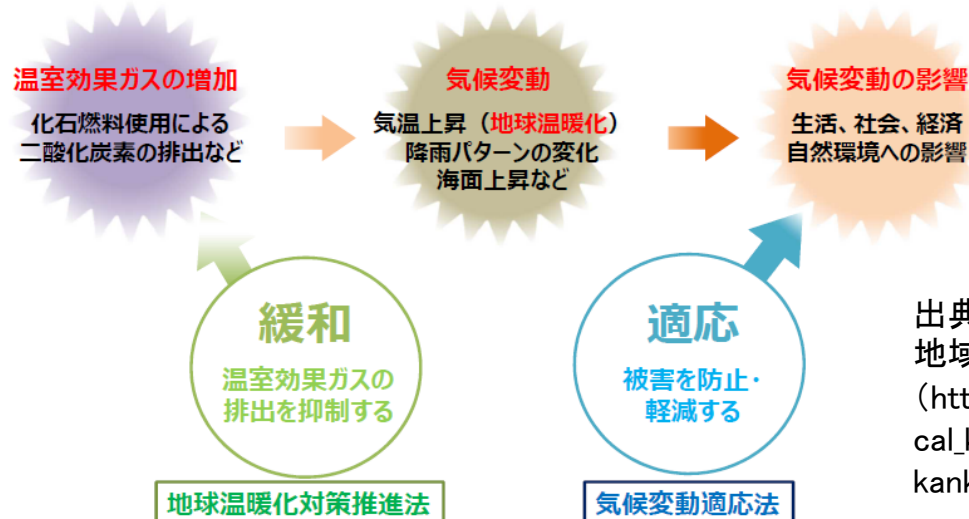 温室効果ガスの増加
化石燃料使用による
二酸化炭素の排出など
気候変動
気温上昇（地球温暖化）
降雨パターンの変化
海面上昇など
気候変動の影響
生活、社会、経済
自然環境への影響
緩和
温室効果ガスの
排出を抑制する
地球温暖化対策推進法
適応
被害を防止・
軽減する
気候変動適応法
出典
地域
（htt
cal_
kank